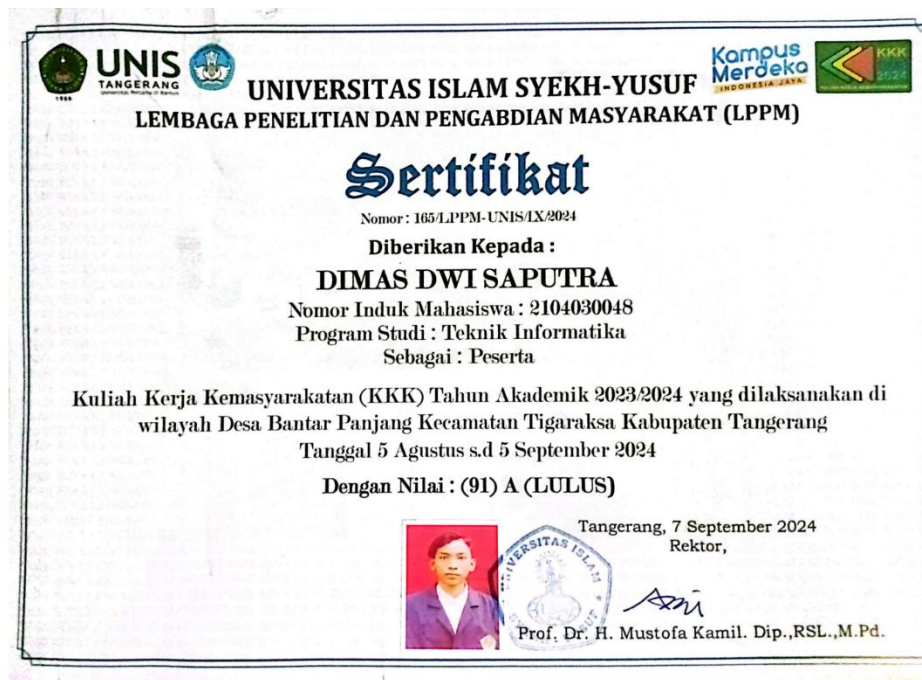 UNIS
TANGERANG
1966
UNIVERSITAS ISLAM SYEKH-YUSUF
LEMBAGA PENELITIAN DAN PENGABDIAN MASYARAKAT (LPPM)
Kampus
Merdeka
INDONESIA JAYA
KKK
2024
Sertifikat
Nomor : 165/LPPM-UNIS/IX/2024
Diberikan Kepada :
DIMAS DWI SAPUTRA
Nomor Induk Mahasiswa : 2104030048
Program Studi : Teknik Informatika
Sebagai : Peserta
Kuliah Kerja Kemasyarakatan (KKK) Tahun Akademik 2023/2024 yang dilaksanakan di
wilayah Desa Bantar Panjang Kecamatan Tigaraksa Kabupaten Tangerang
Tanggal 5 Agustus s.d 5 September 2024
Dengan Nilai : (91) A (LULUS)
Tangerang, 7 September 2024
Rektor,
UNIVERSITAS ISLAM
Prof. Dr. H. Mustofa Kamil. Dip.,RSL.,M.Pd.